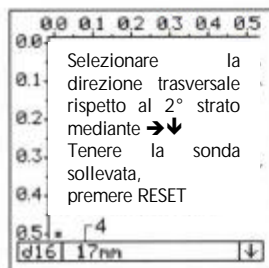 0.0 0.1 0.2 0.3 0.4 0.5
0.0
Selezionare la
direzione trasversale
0.1
rispetto al 2° strato
0.2
mediante →↓
Tenere la sonda
0.3
sollevata,
premere RESET
0.4
0.5 4
d16 17mm ↓